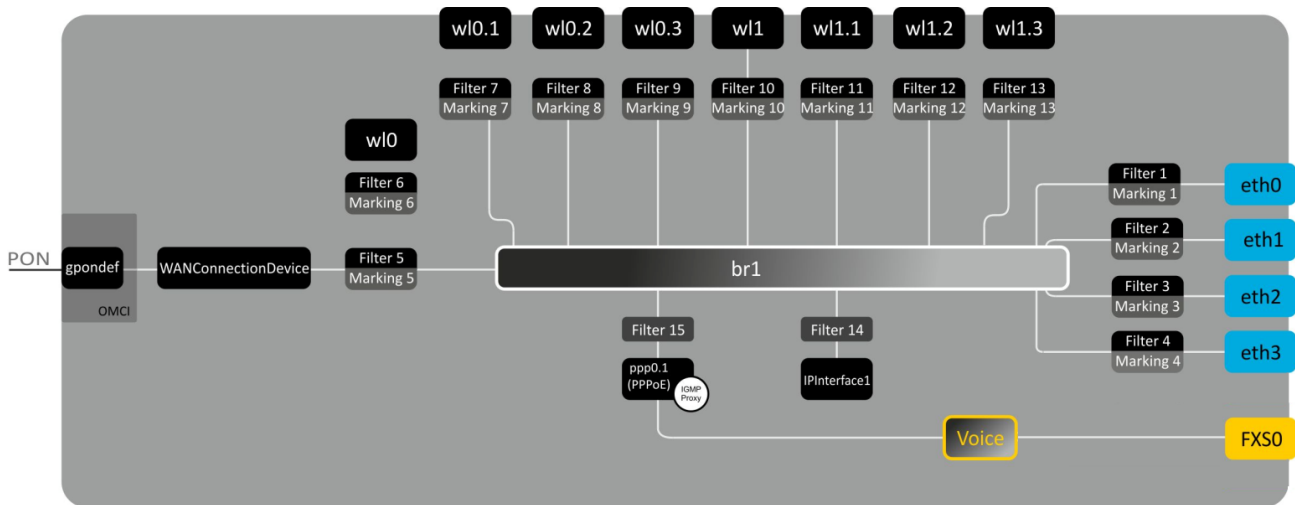 wl0.1
wl0.2
wl0.3
wl1
wl1.1
wl1.2
wl1.3
Filter 7
Marking 7
Filter 8
Marking 8
Filter 9
Marking 9
Filter 10
Marking 10
Filter 11
Marking 11
Filter 12
Marking 12
Filter 13
Marking 13
wl0
Filter 6
Marking 6
Filter 1
Marking 1
eth0
Filter 2
Marking 2
eth1
PON
gpondef
OMCI
WANConnectionDevice
Filter 5
Marking 5
br1
Filter 3
Marking 3
eth2
Filter 15
Filter 14
Filter 4
Marking 4
eth3
ppp0.1
(PPPoE)
IGMP
Proxy
IPInterface1
Voice
FXS0